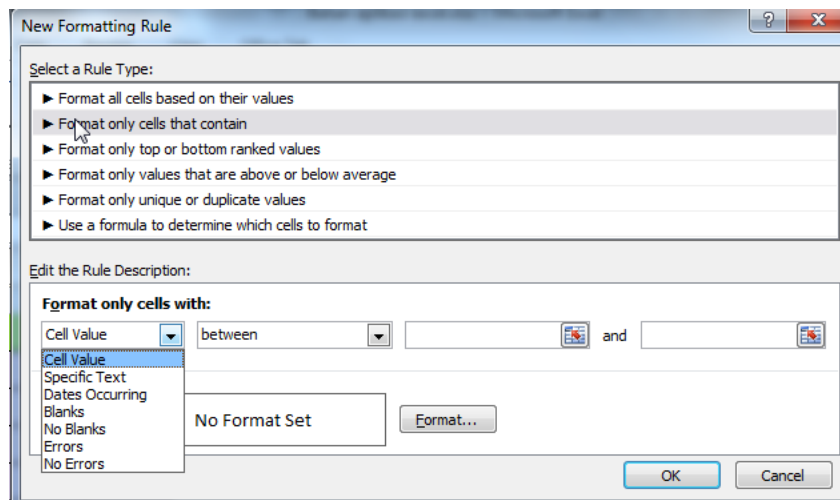 New Formatting Rule
Select a Rule Type:
► Format all cells based on their values
► Format only cells that contain
► Format only top or bottom ranked values
► Format only values that are above or below average
► Format only unique or duplicate values
► Use a formula to determine which cells to format
Edit the Rule Description:
Format only cells with:
Cell Value between and
Cell Value
Specific Text
Dates Occurring
Blanks
No Blanks
Errors
No Errors
No Format Set Format...
OK Cancel